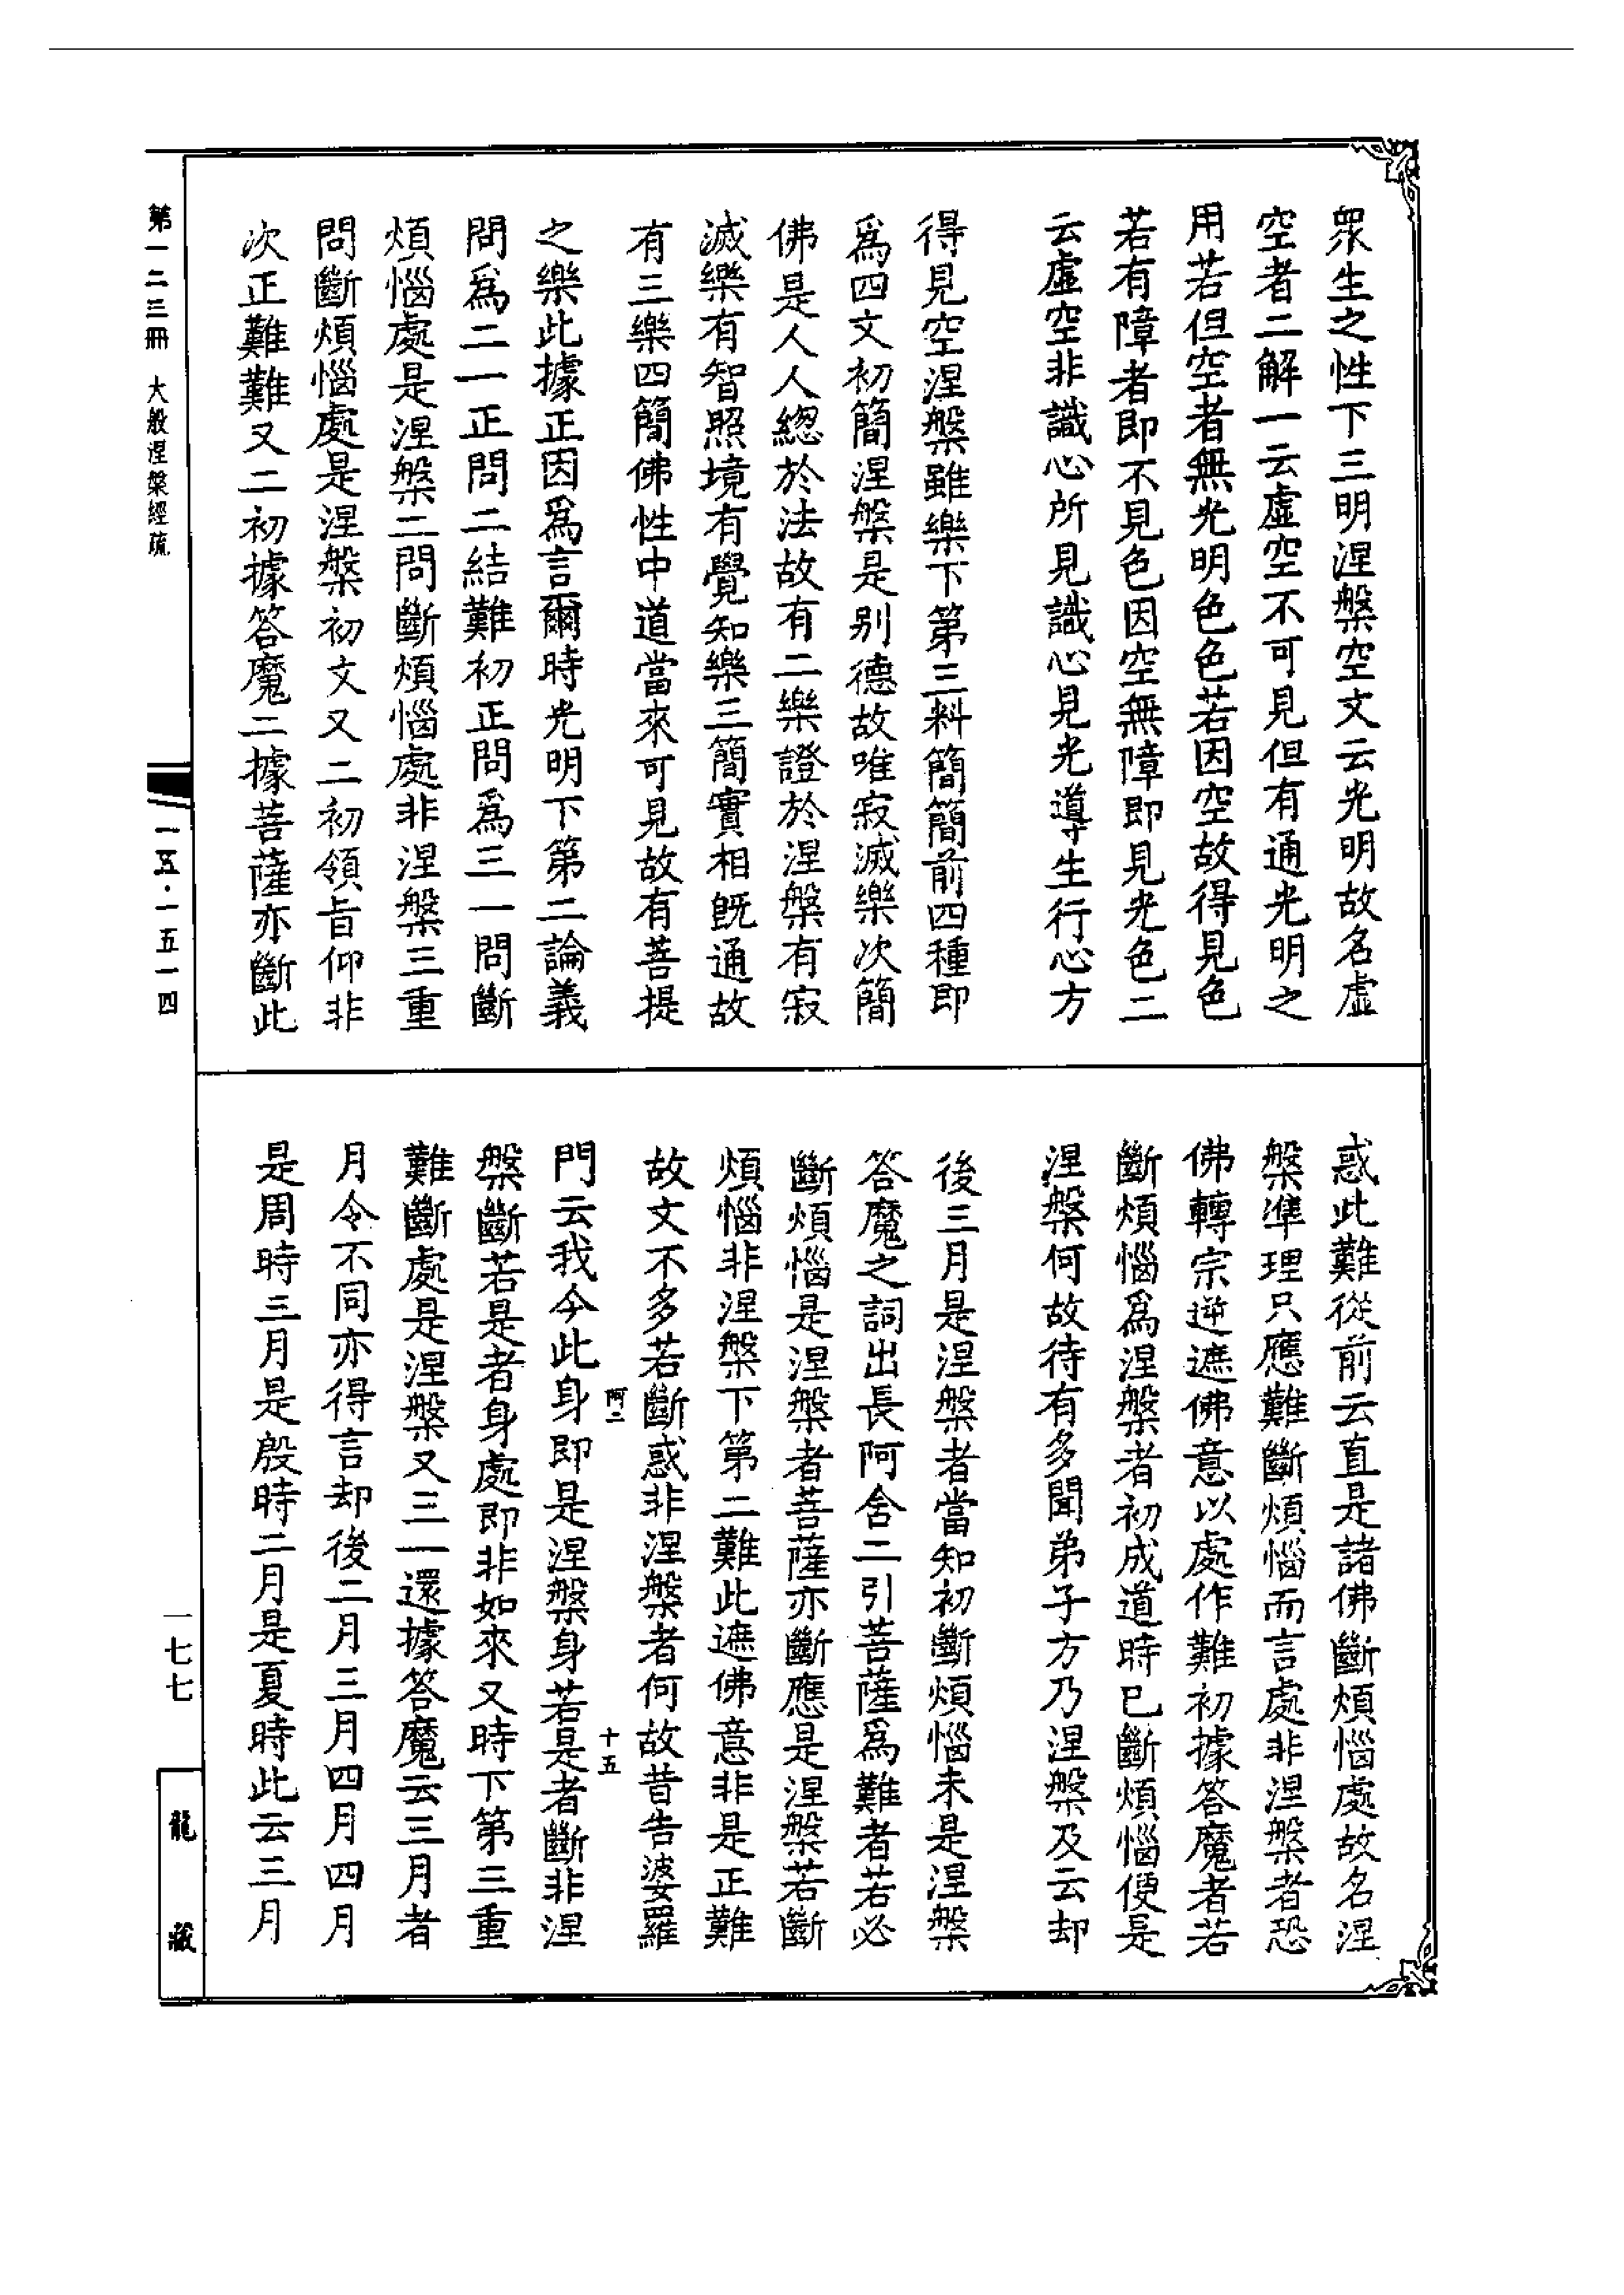 眾生之性下三明涅槃空文云光明故名虛
空者二解一云虛空不可見但有通光明之
用若但空者無光明色色若因空故得見色
若有障者即不見色因空無障即見光色二
云虛空非識心所見識心見光導生行心方
得見空涅槃雖樂下第三料簡簡前四種即
爲四文初簡涅槃是別德故唯寂滅樂次簡
佛是人人緫於法故有二樂證於涅槃有寂
滅樂有智照境有覺知樂三簡實相旣通故
有三樂四簡佛性中道當來可見故有菩提
之樂此據正因爲言爾時光明下第二論義
問爲二一正問二結難初正問爲三一問斷
煩惱處是涅槃二問斷煩惱處非涅槃三重
問斷煩惱處是涅槃初文又二初領旨仰非
次正難難又二初據答魔二據菩薩亦斷此
惑此難從前云直是諸佛斷煩惱處故名涅
槃準理只應難斷煩惱而言處非涅槃者恐
佛轉宗逆遮佛意以處作難初據答魔者若
斷煩惱爲涅槃者初成道時已斷煩惱便是
涅槃何故待有多聞弟子方乃涅槃及云却
後三月是涅槃者當知初斷煩惱未是涅槃
答魔之詞出長阿舍二引菩薩爲難者若必
斷煩惱是涅槃者菩薩亦斷應是涅槃若斷
煩惱非涅槃下第二難此遮佛意非是正難
故文不多若斷惑非涅槃者何故昔告婆羅
阿二
十五
門云我今此身即是涅槃身若是者斷非涅
槃斷若是者身處即非如來又時下第三重
難斷處是涅槃又三一還據答魔云三月者
月令不同亦得言却後二月三月四月四月
是周時三月是殷時二月是夏時此云三月
第一二三冊 大般涅槃經疏
一五·一五一四
一七七
龍藏